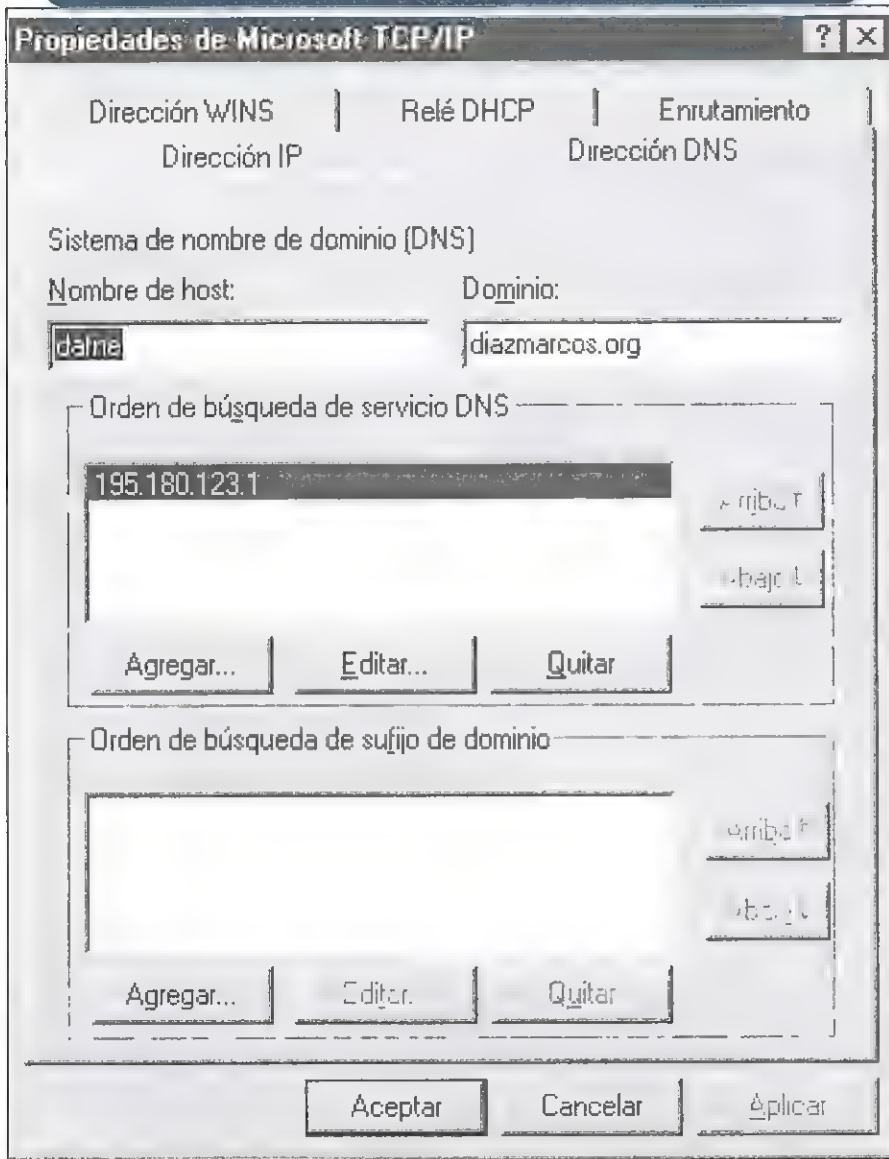 Propiedades de Microsoft TCP/IP
Dirección WINS Relé DHCP Enrutamiento
Dirección IP Dirección DNS
Sistema de nombre de dominio (DNS)
Nombre de host: Dominio:
diazmarcos.org
Orden de búsqueda de servicio DNS
195.180.123.1
Agregar... Editar... Quitar
Orden de búsqueda de sufijo de dominio
Agregar... Editar. Quitar
Aceptar Cancelar Aplicar